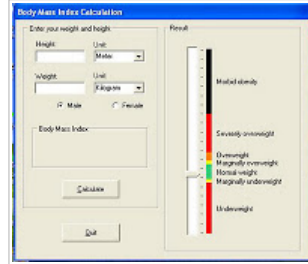 Body Mass Index Calculation
Enter your weight and height
Height:
Unit:
Meter
Weight:
Unit:
Kilogram
Male
Female
Body Mass Index
Calculate
Quit
Result
Morbid obesity
Severely overweight
Overweight
Marginally overweight
Normal weight
Marginally underweight
Underweight